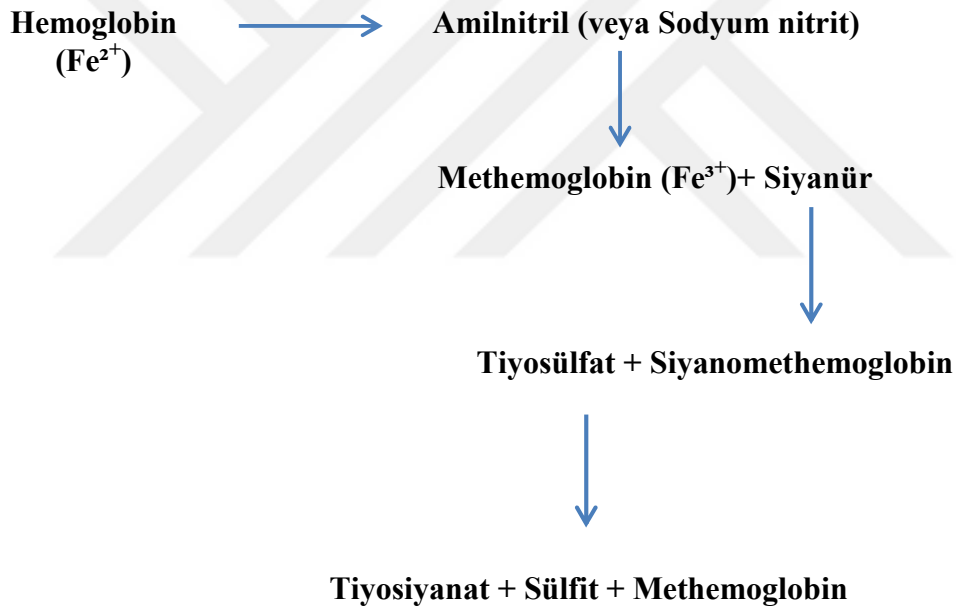 Hemoglobin
(Fe²⁺)
Amilnitril (veya Sodyum nitrit)
Methemoglobin (Fe³⁺)+ Siyanür
Tiyosülfat + Siyanomethemoglobin
Tiyosiyanat + Sülfit + Methemoglobin